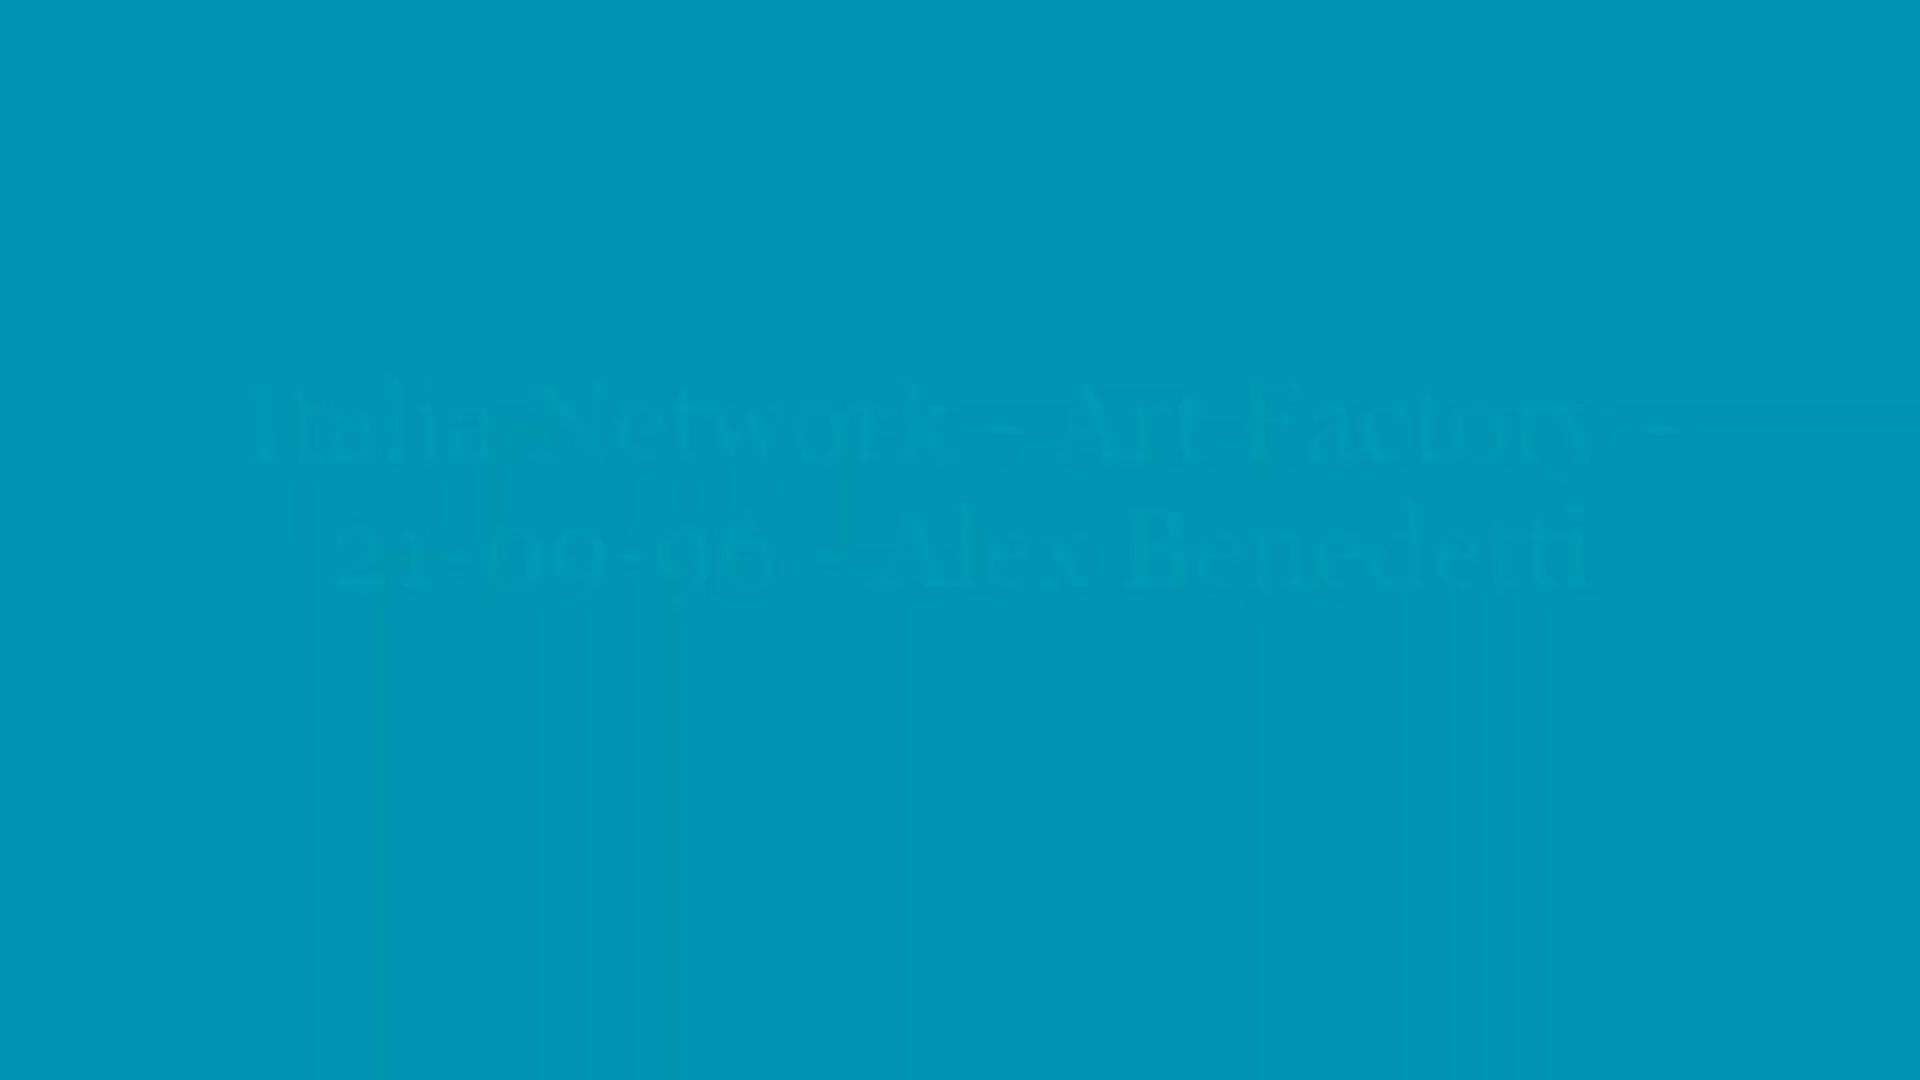 Italia Network - Art Factory -
21-09-96 - Alex Benedetti